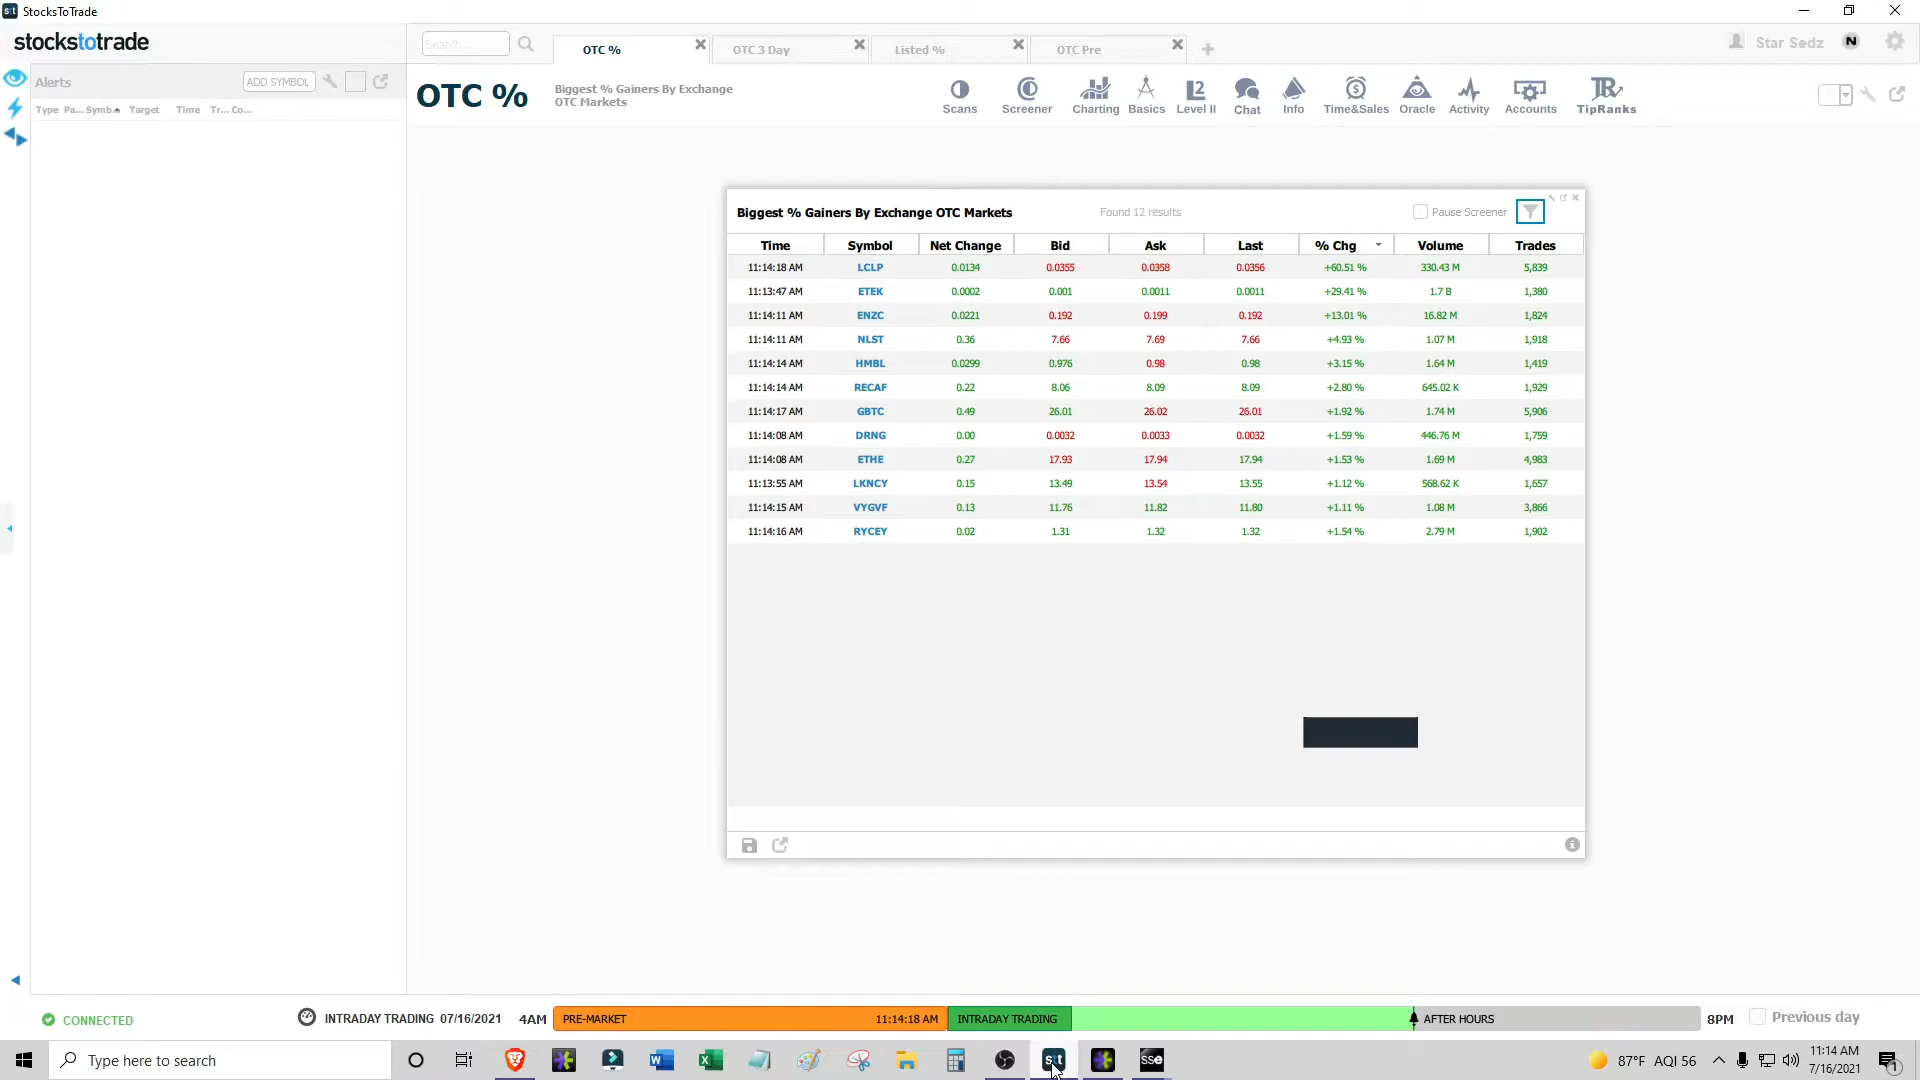 StocksToTrade
stockstotrade
OTC %
OTC 3 Day
Listed %
OTC Pre
Star Sedz
N
Alerts
ADD SYMBOL
Type Pa... Symb... Target Time Tr... Co...
OTC %
Biggest % Gainers By Exchange
OTC Markets
Scans
Screener
Charting
Basics
L2
Level II
Chat
Info
Time&Sales
Oracle
Activity
Accounts
TipRanks
Biggest % Gainers By Exchange OTC Markets
Found 12 results
Pause Screener
Time Symbol Net Change Bid Ask Last % Chg Volume Trades
11:14:18 AM LCLP 0.0134 0.0355 0.0358 0.0356 +60.51 % 330.43 M 5,839
11:13:47 AM ETEK 0.0002 0.001 0.0011 0.0011 +29.41 % 1.7 B 1,380
11:14:11 AM ENZC 0.0221 0.192 0.199 0.192 +13.01 % 16.82 M 1,824
11:14:11 AM NLST 0.36 7.66 7.69 7.66 +4.93 % 1.07 M 1,918
11:14:14 AM HMBL 0.0299 0.976 0.98 0.98 +3.15 % 1.64 M 1,419
11:14:14 AM RECAF 0.22 8.06 8.09 8.09 +2.80 % 645.02 K 1,929
11:14:17 AM GBTC 0.49 26.01 26.02 26.01 +1.92 % 1.74 M 5,906
11:14:08 AM DRNG 0.00 0.0032 0.0033 0.0032 +1.59 % 446.76 M 1,759
11:14:08 AM ETHE 0.27 17.93 17.94 17.94 +1.53 % 1.69 M 4,983
11:13:55 AM LKNCY 0.15 13.49 13.54 13.55 +1.12 % 568.62 K 1,657
11:14:15 AM VYGVF 0.13 11.76 11.82 11.80 +1.11 % 1.08 M 3,866
11:14:16 AM RYCEY 0.02 1.31 1.32 1.32 +1.54 % 2.79 M 1,902
CONNECTED
INTRADAY TRADING 07/16/2021
4AM
PRE-MARKET
11:14:18 AM
INTRADAY TRADING
AFTER HOURS
8PM
Previous day
Type here to search
stt
sse
87°F AQI 56
11:14 AM
7/16/2021
1